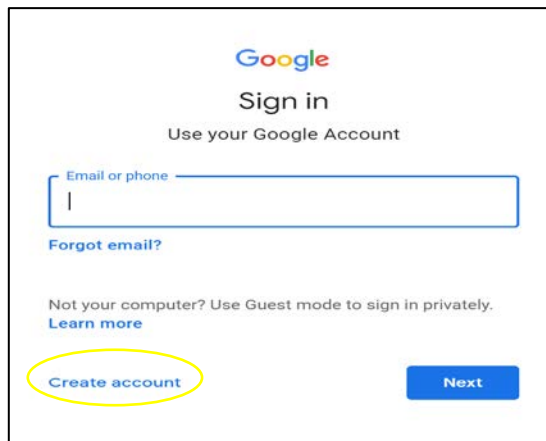 Google
Sign in
Use your Google Account
Email or phone
Forgot email?
Not your computer? Use Guest mode to sign in privately.
Learn more
Create account
Next